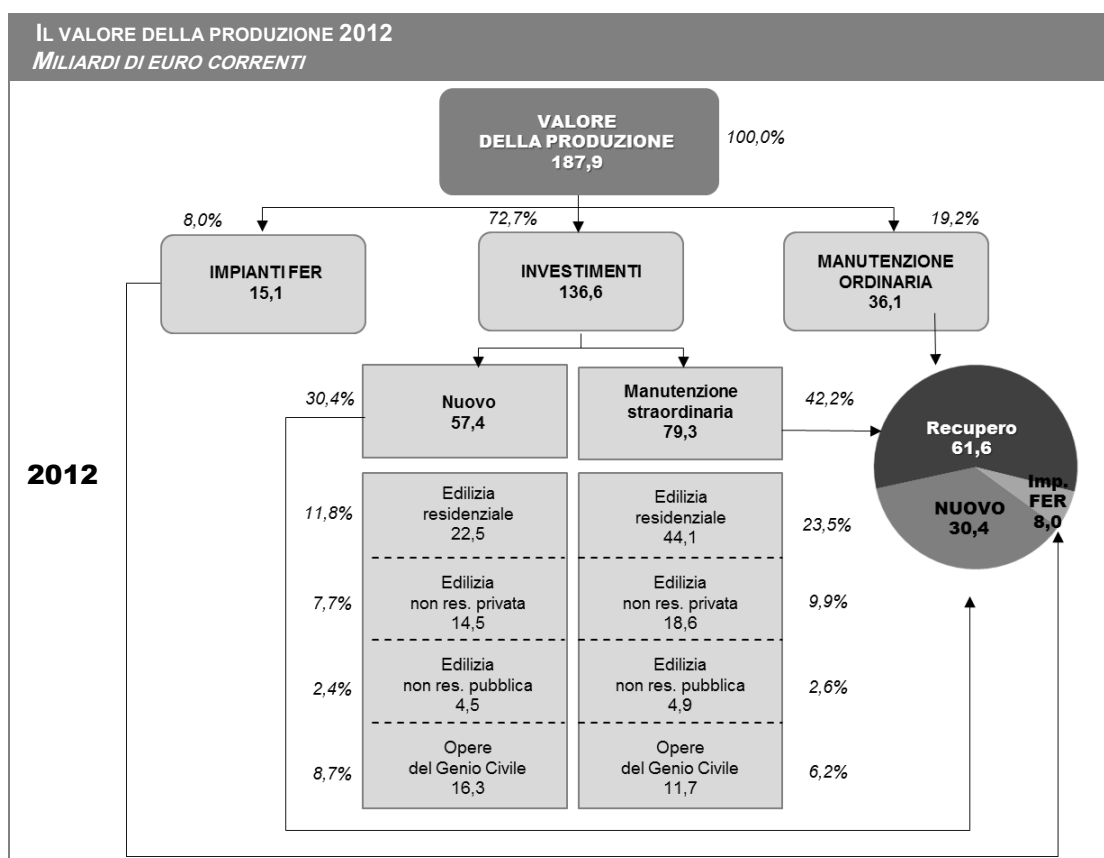 IL VALORE DELLA PRODUZIONE 2012
MILIARDI DI EURO CORRENTI
VALORE
DELLA PRODUZIONE
187,9
100,0%
8,0%
72,7%
19,2%
IMPIANTI FER
15,1
INVESTIMENTI
136,6
MANUTENZIONE
ORDINARIA
36,1
30,4%
Nuovo
57,4
Manutenzione
straordinaria
79,3
42,2%
Recupero
61,6
Imp.
FER
8,0
NUOVO
30,4
2012
11,8%
Edilizia
residenziale
22,5
Edilizia
residenziale
44,1
23,5%
7,7%
Edilizia
non res. privata
14,5
Edilizia
non res. privata
18,6
9,9%
2,4%
Edilizia
non res. pubblica
4,5
Edilizia
non res. pubblica
4,9
2,6%
8,7%
Opere
del Genio Civile
16,3
Opere
del Genio Civile
11,7
6,2%